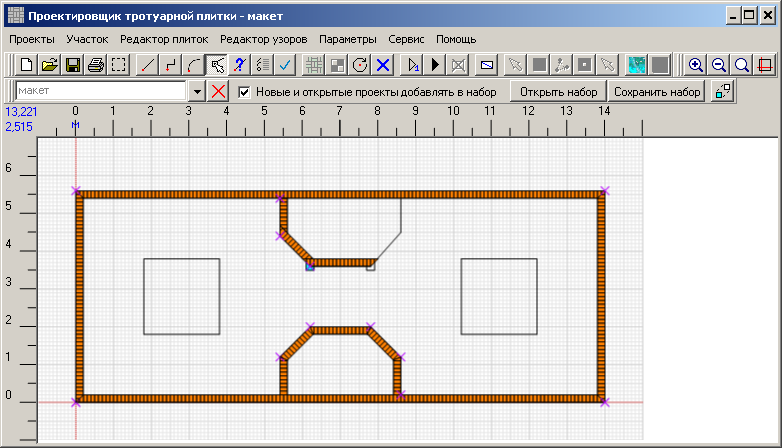 Проектировщик тротуарной плитки - макет
Проекты Участок Редактор плиток Редактор узоров Параметры Сервис Помощь
макет Новые и открытые проекты добавлять в набор Открыть набор Сохранить набор
13,221 0 1 2 3 4 5 6 7 8 9 10 11 12 13 14
2,515 м
6
5
4
3
2
1
0